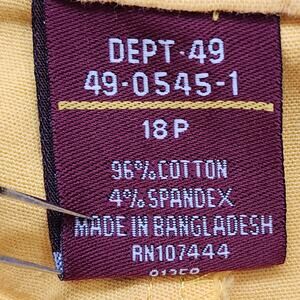 DEPT·49
49-0545-1
18P
96% COTTON
4% SPANDEX
MADE IN BANGLADESH
RN107444